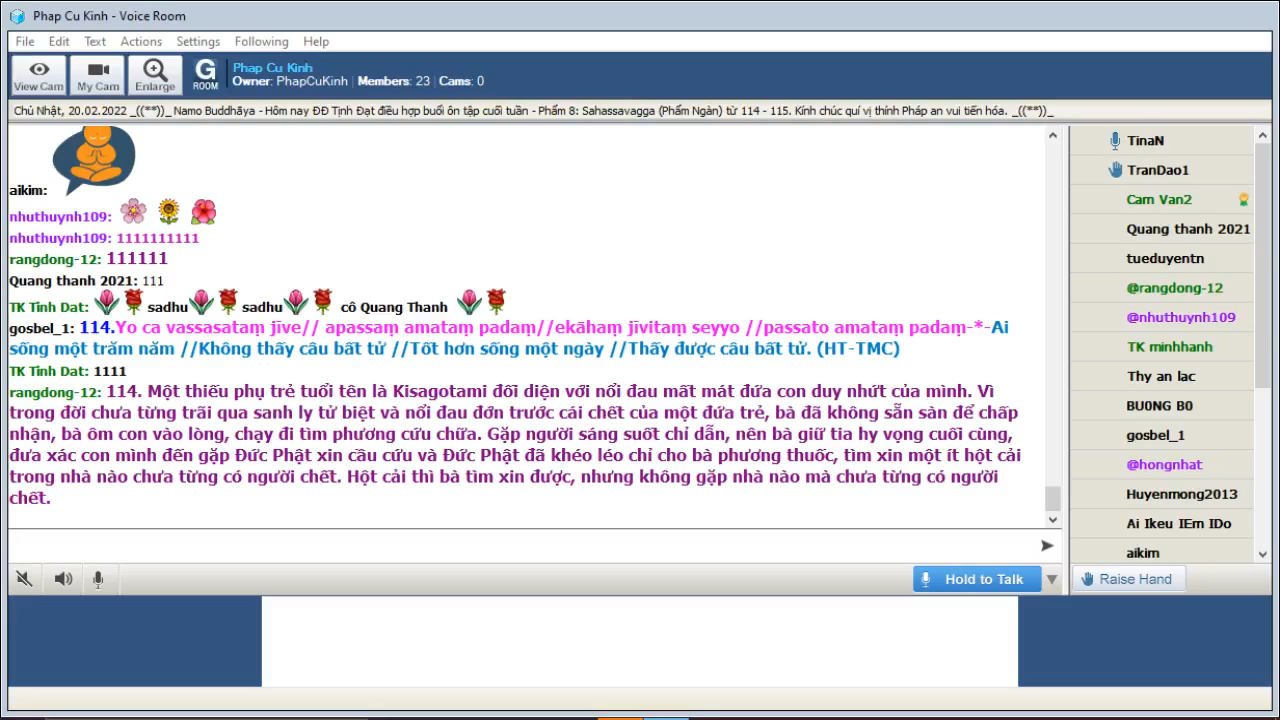 Phap Cu Kinh - Voice Room
File Edit Text Actions Settings Following Help
View Cam My Cam Enlarge G ROOM Phap Cu Kinh
Owner: PhapCuKinh Members: 23 Cams: 0
Chủ Nhật, 20.02.2022 _((**))_ Namo Buddhāya - Hôm nay ĐĐ Tịnh Đạt điều hợp buổi ôn tập cuối tuần - Phẩm 8: Sahassavagga (Phẩm Ngàn) từ 114 - 115. Kính chúc quí vị thính Pháp an vui tiến hóa. _((**))_
aikim:
nhuthuynh109:
nhuthuynh109: 1111111111
rangdong-12: 111111
Quang thanh 2021: 111
TK Tinh Dat: sadhu sadhu cô Quang Thanh
gosbel_1: 114.Yo ca vassasataṃ jīve// apassaṃ amataṃ padaṃ//ekāhaṃ jīvitaṃ seyyo //passato amataṃ padaṃ-*-Ai
sống một trăm năm //Không thấy câu bất tử //Tốt hơn sống một ngày //Thấy được câu bất tử. (HT-TMC)
TK Tinh Dat: 1111
rangdong-12: 114. Một thiếu phụ trẻ tuổi tên là Kisagotami đối diện với nổi đau mất mát đứa con duy nhứt của mình. Vì
trong đời chưa từng trãi qua sanh ly tử biệt và nổi đau đớn trước cái chết của một đứa trẻ, bà đã không sẵn sàn để chấp
nhận, bà ôm con vào lòng, chạy đi tìm phương cứu chữa. Gặp người sáng suốt chỉ dẫn, nên bà giữ tia hy vọng cuối cùng,
đưa xác con mình đến gặp Đức Phật xin cầu cứu và Đức Phật đã khéo léo chỉ cho bà phương thuốc, tìm xin một ít hột cải
trong nhà nào chưa từng có người chết. Hột cải thì bà tìm xin được, nhưng không gặp nhà nào mà chưa từng có người
chết.
TinaN
TranDao1
Cam Van2
Quang thanh 2021
tueduyentn
@rangdong-12
@nhuthuynh109
TK minhhanh
Thy an lac
BU0NG B0
gosbel_1
@hongnhat
Huyenmong2013
Ai Ikeu IEm IDo
aikim
Hold to Talk
Raise Hand